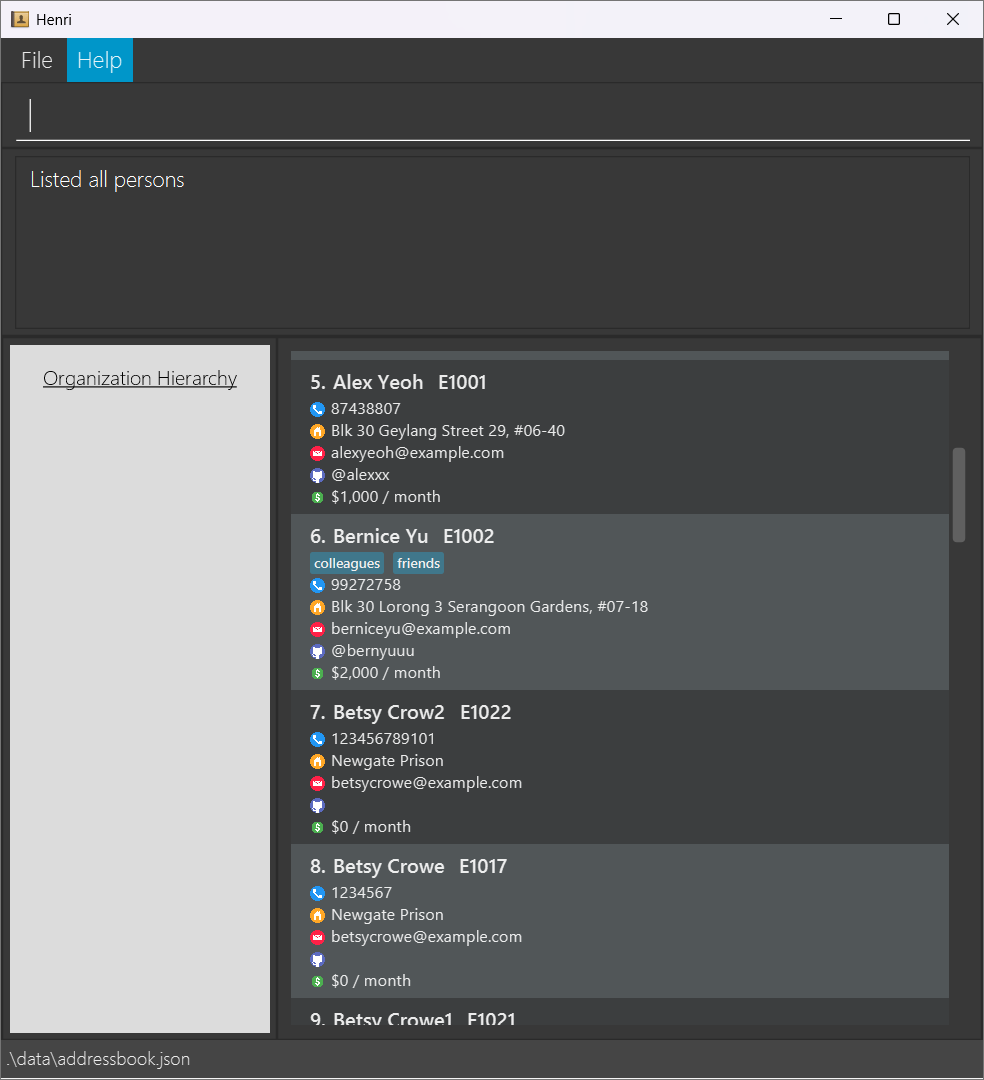 Henri
File Help
Listed all persons
Organization Hierarchy
5. Alex Yeoh E1001
87438807
Blk 30 Geylang Street 29, #06-40
alexyeoh@example.com
@alexxx
$1,000 / month
6. Bernice Yu E1002
colleagues friends
99272758
Blk 30 Lorong 3 Serangoon Gardens, #07-18
berniceyu@example.com
@bernyuuu
$2,000 / month
7. Betsy Crow2 E1022
123456789101
Newgate Prison
betsycrowe@example.com
$0 / month
8. Betsy Crowe E1017
1234567
Newgate Prison
betsycrowe@example.com
$0 / month
9. Betsy Crowe1 E1021
.\data\addressbook.json